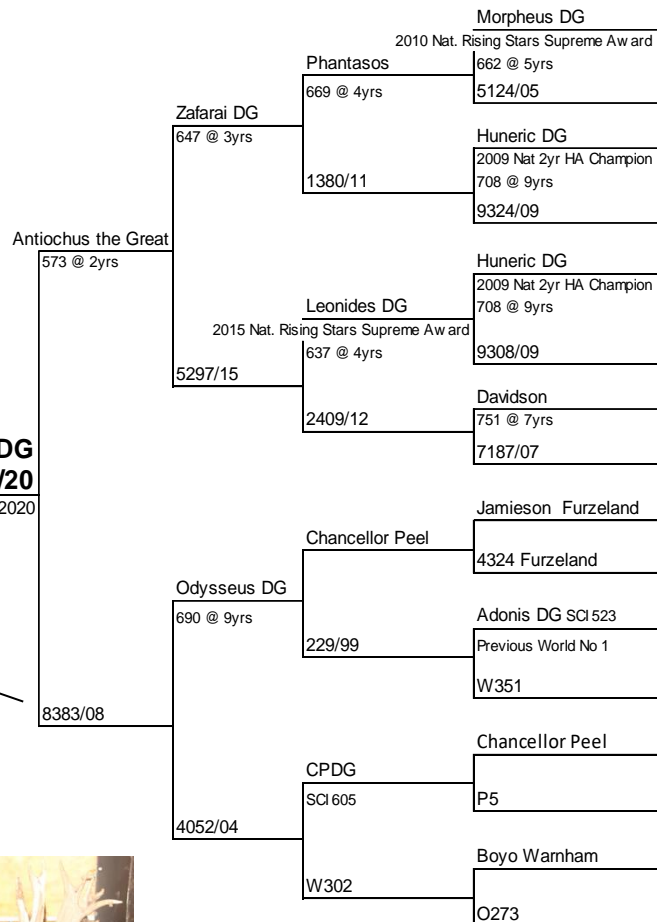 Morpheus DG
2010 Nat. Rising Stars Supreme Award
Phantasos
662 @ 5yrs
669 @ 4yrs
5124/05
Zafarai DG
647 @ 3yrs
Huneric DG
2009 Nat 2yr HA Champion
1380/11
708 @ 9yrs
9324/09
Antiochus the Great
573 @ 2yrs
Huneric DG
2009 Nat 2yr HA Champion
Leonides DG
708 @ 9yrs
2015 Nat. Rising Stars Supreme Award
637 @ 4yrs
9308/09
5297/15
Davidson
2409/12
751 @ 7yrs
DG
7187/07
/20
2020
Jamieson Furzeland
Chancellor Peel
4324 Furzeland
Odysseus DG
690 @ 9yrs
Adonis DG SCI 523
229/99
Previous World No 1
W351
8383/08
Chancellor Peel
CPDG
SCI 605
P5
4052/04
Boyo Warnham
W302
O273